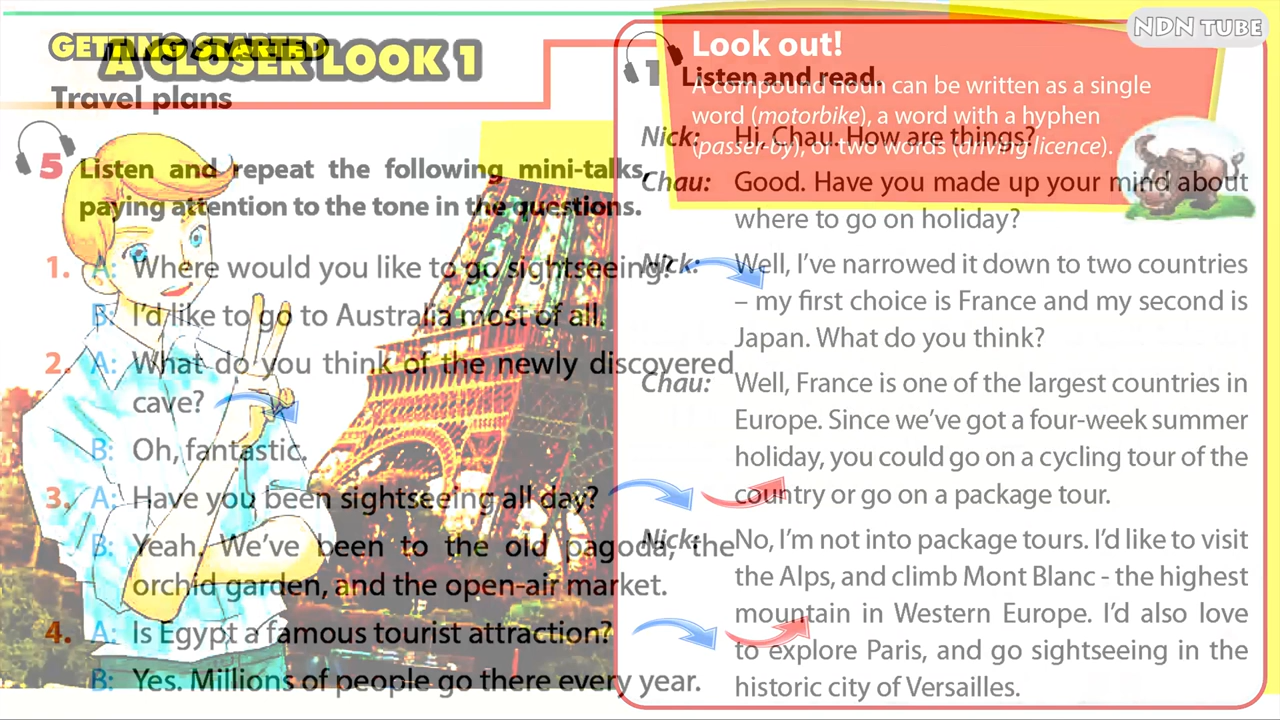 NDN TUBE
GETTING STARTED
A CLOSER LOOK 1
Travel plans
5 Listen and repeat the following mini-talks,
paying attention to the tone in the questions.
1. A: Where would you like to go sightseeing?
B: I'd like to go to Australia most of all.
2. A: What do you think of the newly discovered
cave?
B: Oh, fantastic.
3. A: Have you been sightseeing all day?
B: Yeah. We've been to the old pagoda, the
orchid garden, and the open-air market.
4. A: Is Egypt a famous tourist attraction?
B: Yes. Millions of people go there every year.
Look out!
A compound noun can be written as a single
word (motorbike), a word with a hyphen
(passer-by), or two words (driving licence).
1 Listen and read.
Nick: Hi, Chau. How are things?
Chau: Good. Have you made up your mind about
where to go on holiday?
Nick: Well, I've narrowed it down to two countries
– my first choice is France and my second is
Japan. What do you think?
Chau: Well, France is one of the largest countries in
Europe. Since we've got a four-week summer
holiday, you could go on a cycling tour of the
country or go on a package tour.
Nick: No, I'm not into package tours. I'd like to visit
the Alps, and climb Mont Blanc - the highest
mountain in Western Europe. I'd also love
to explore Paris, and go sightseeing in the
historic city of Versailles.